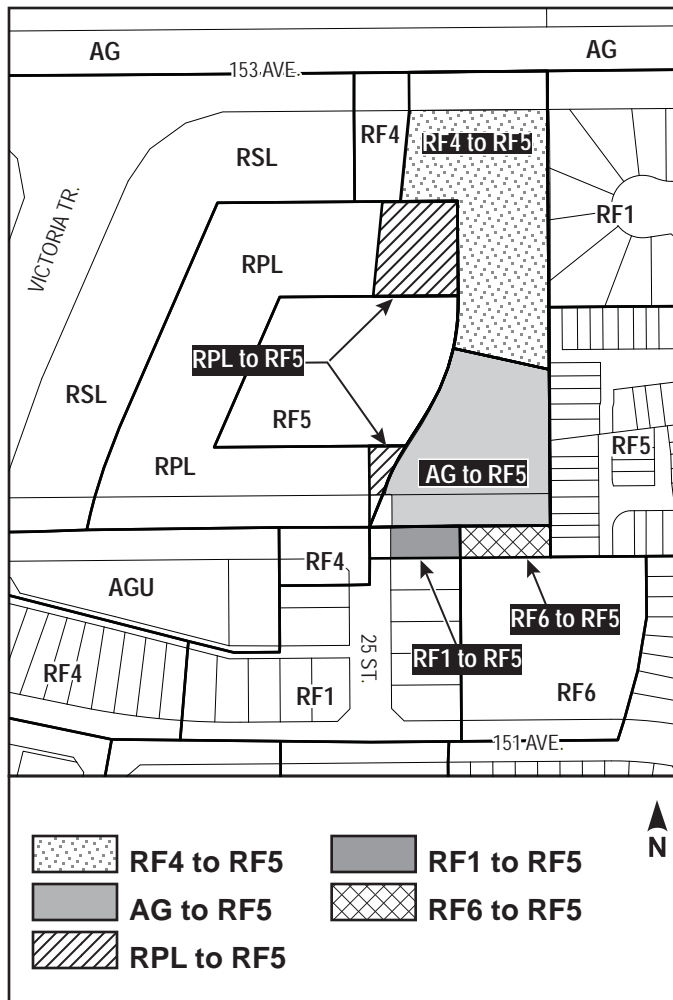 AG
AG
153 AVE.
RF4
RF4 to RF5
RSL
VICTORIA TR.
RF1
RPL
RPL to RF5
RSL
RF5
RF5
RPL
AG to RF5
RF4
AGU
RF6 to RF5
25 ST.
RF1 to RF5
RF4
RF1
RF6
151 AVE.
N
RF4 to RF5
RF1 to RF5
AG to RF5
RF6 to RF5
RPL to RF5